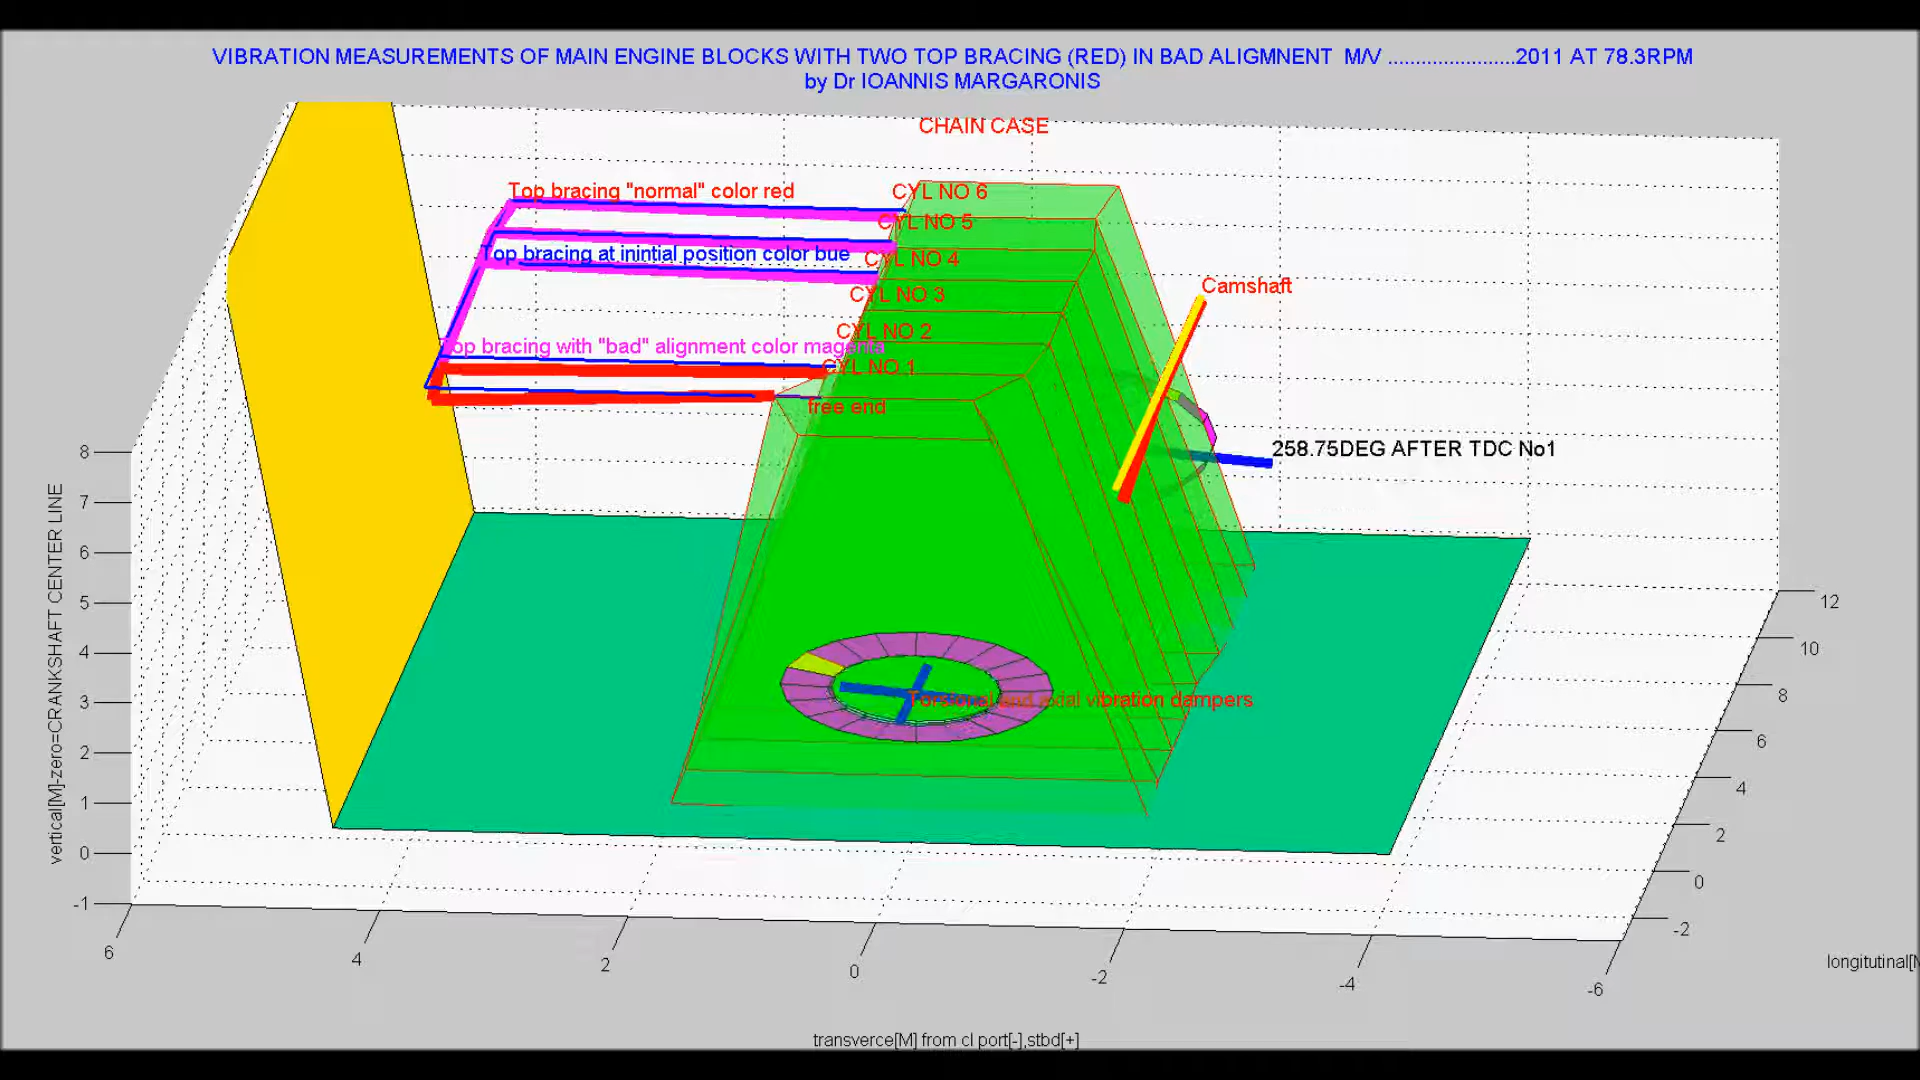 VIBRATION MEASUREMENTS OF MAIN ENGINE BLOCKS WITH TWO TOP BRACING (RED) IN BAD ALIGMNENT M/V .......................2011 AT 78.3RPM
by Dr IOANNIS MARGARONIS
CHAIN CASE
Top bracing "normal" color red
CYL NO 6
CYL NO 5
Top bracing at inintial position color bue
CYL NO 4
Camshaft
CYL NO 3
CYL NO 2
Top bracing with "bad" alignment color magenta
CYL NO 1
free end
258.75DEG AFTER TDC No1
Torsional and axial vibration dampers
vertical[M]-zero=CRANKSHAFT CENTER LINE
8
7
6
5
4
3
2
1
0
-1
6
4
2
0
-2
-4
-6
12
10
8
6
4
2
0
-2
longitutinal[
transverce[M] from cl port[-],stbd[+]